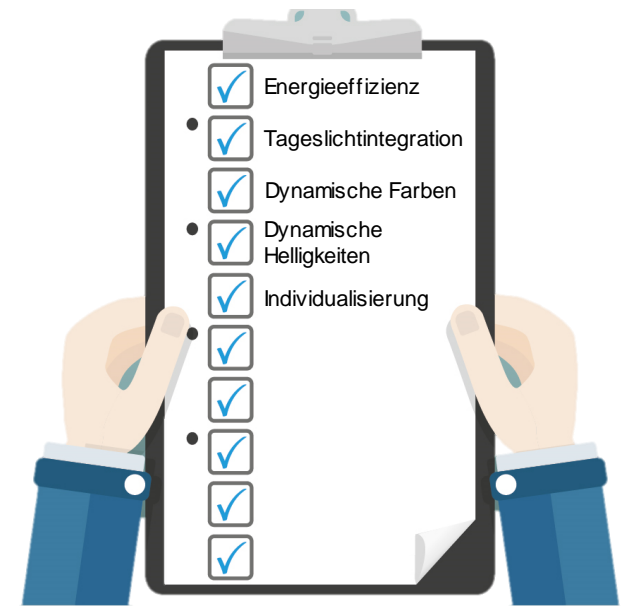 Energieeffizienz
Tageslichtintegration
Dynamische Farben
Dynamische
Helligkeiten
Individualisierung